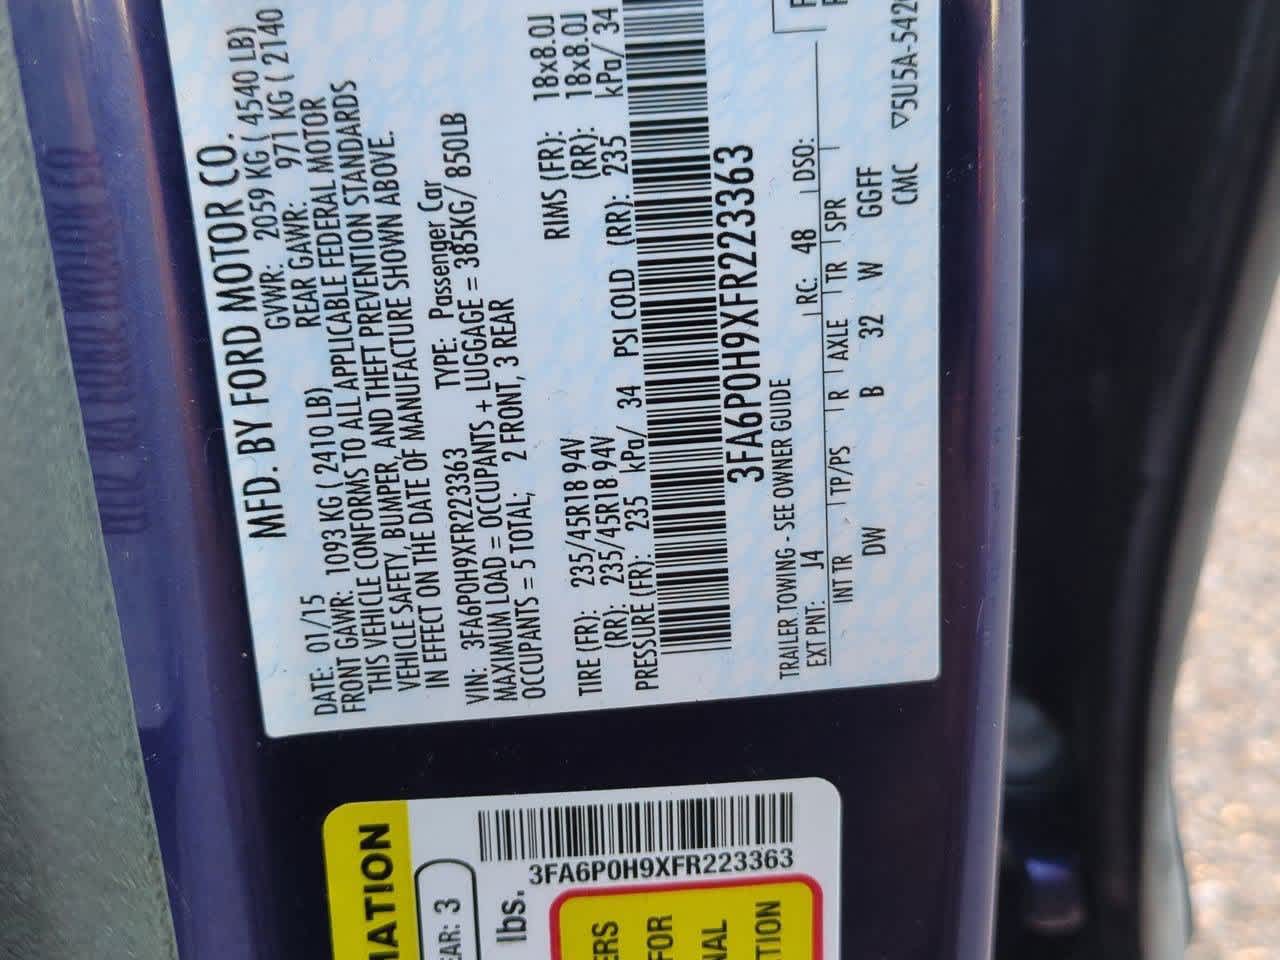 MFD. BY FORD MOTOR CO.
DATE: 01/15 GVWR: 2059 KG ( 4540 LB)
FRONT GAWR: 1093 KG ( 2410 LB) REAR GAWR: 971 KG ( 2140
THIS VEHICLE CONFORMS TO ALL APPLICABLE FEDERAL MOTOR
VEHICLE SAFETY, BUMPER, AND THEFT PREVENTION STANDARDS
IN EFFECT ON THE DATE OF MANUFACTURE SHOWN ABOVE.
VIN: 3FA6P0H9XFR223363 TYPE: Passenger Car
MAXIMUM LOAD = OCCUPANTS + LUGGAGE = 385KG/ 850LB
OCCUPANTS = 5 TOTAL, 2 FRONT, 3 REAR
TIRE (FR): 235/45R18 94V RIMS (FR): 18x8.0J
(RR): 235/45R18 94V (RR): 18x8.0J
PRESSURE (FR): 235 kPa/ 34 PSI COLD (RR): 235 kPa/ 34
3FA6P0H9XFR223363
TRAILER TOWING - SEE OWNER GUIDE
EXT PNT: J4 RC: 48 DSO:
INT TR TP/PS R AXLE TR SPR
DW B 32 W GGFF
CMC ▽5U5A-542
MATION
EAR: 3
lbs.
3FA6P0H9XFR223363
ERS
FOR
NAL
TION